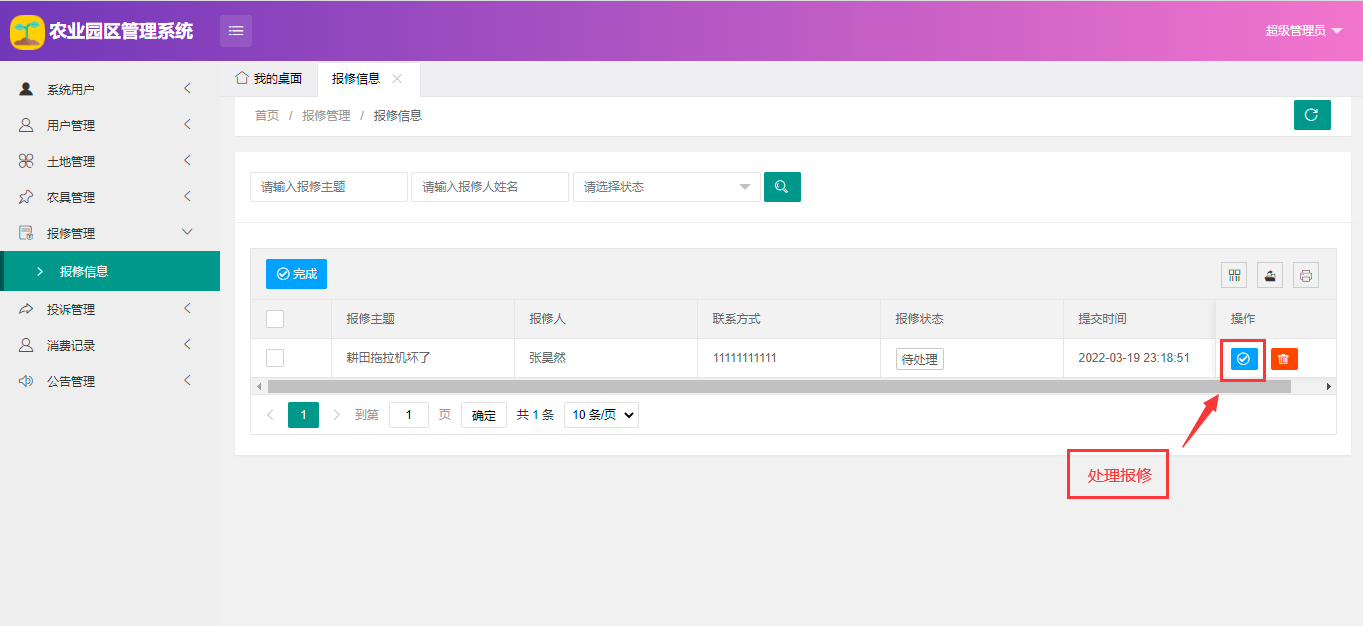 农业园区管理系统
超级管理员
系统用户
用户管理
土地管理
农具管理
报修管理
报修信息
投诉管理
消费记录
公告管理
我的桌面
报修信息
首页 / 报修管理 / 报修信息
请输入报修主题
请输入报修人姓名
请选择状态
完成
报修主题 报修人 联系方式 报修状态 提交时间 操作
耕田拖拉机坏了 张昊然 11111111111 待处理 2022-03-19 23:18:51
1 到第 1 页 确定 共 1 条 10 条/页
处理报修